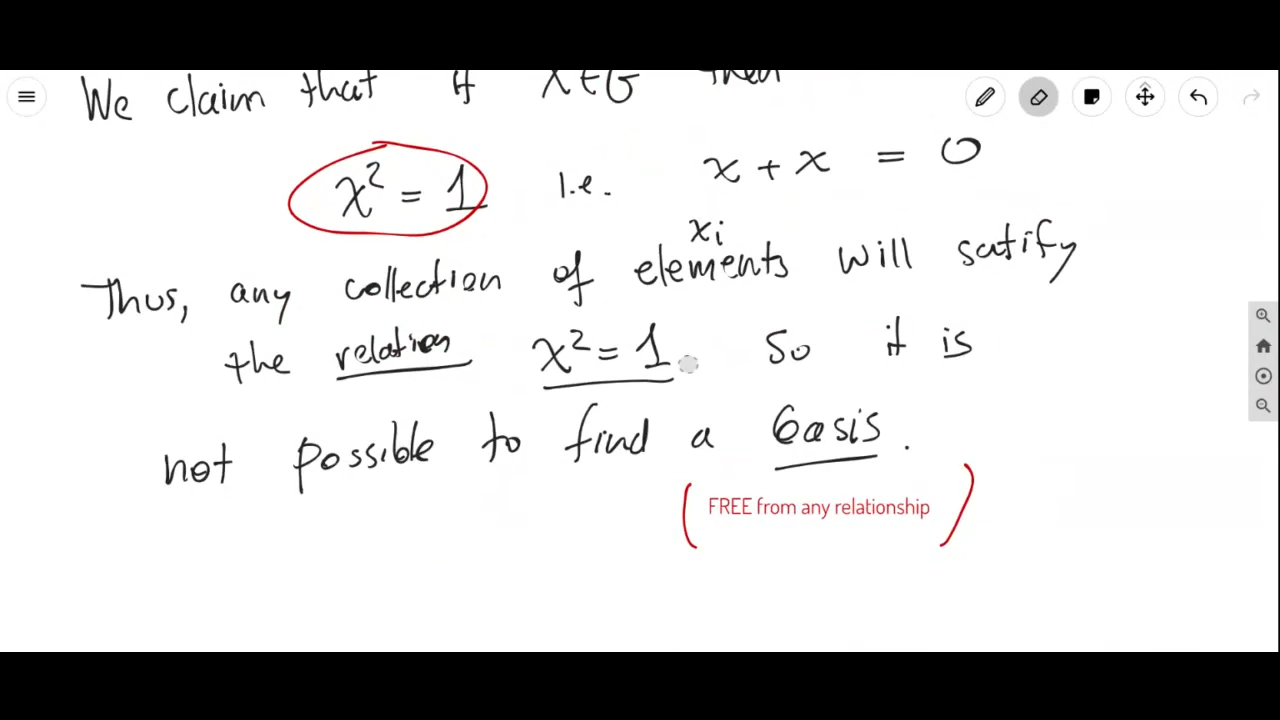 We claim that if x∈G then
x² = 1 i.e. x + x = 0
xi
Thus, any collection of elements will satify
the relation x² = 1 So it is
not possible to find a basis.
(FREE from any relationship)